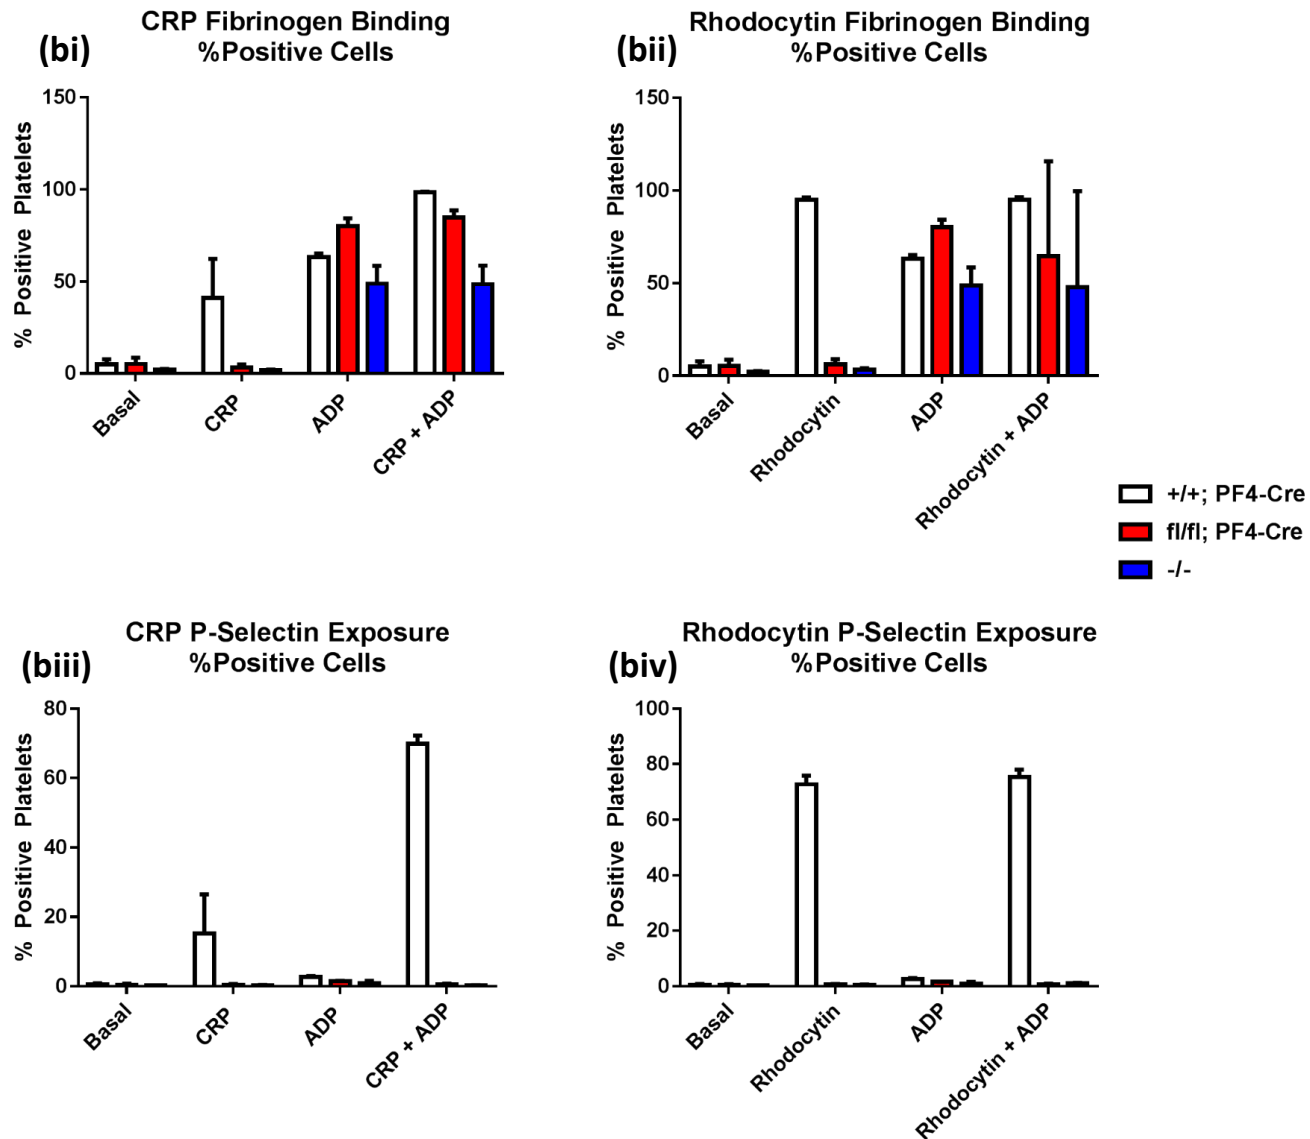 (bi)
CRP Fibrinogen Binding
%Positive Cells
% Positive Platelets
150
100
50
0
Basal
CRP
ADP
CRP + ADP
(bii)
Rhodocytin Fibrinogen Binding
%Positive Cells
% Positive Platelets
150
100
50
0
Basal
Rhodocytin
ADP
Rhodocytin + ADP
+/+; PF4-Cre
fl/fl; PF4-Cre
-/-
(biii)
CRP P-Selectin Exposure
%Positive Cells
% Positive Platelets
80
60
40
20
0
Basal
CRP
ADP
CRP + ADP
(biv)
Rhodocytin P-Selectin Exposure
%Positive Cells
% Positive Platelets
100
80
60
40
20
0
Basal
Rhodocytin
ADP
Rhodocytin + ADP